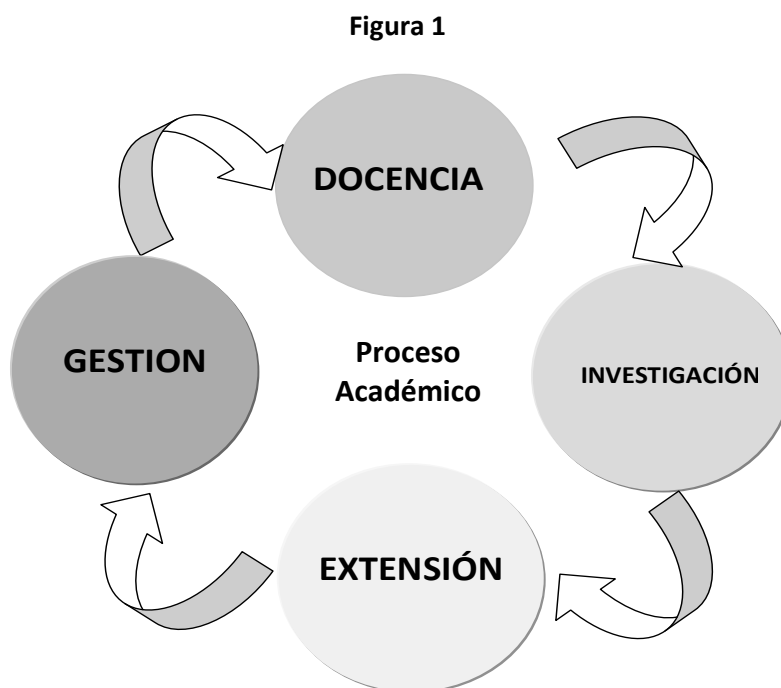 Figura 1
DOCENCIA
GESTION
Proceso
Académico
INVESTIGACIÓN
EXTENSIÓN